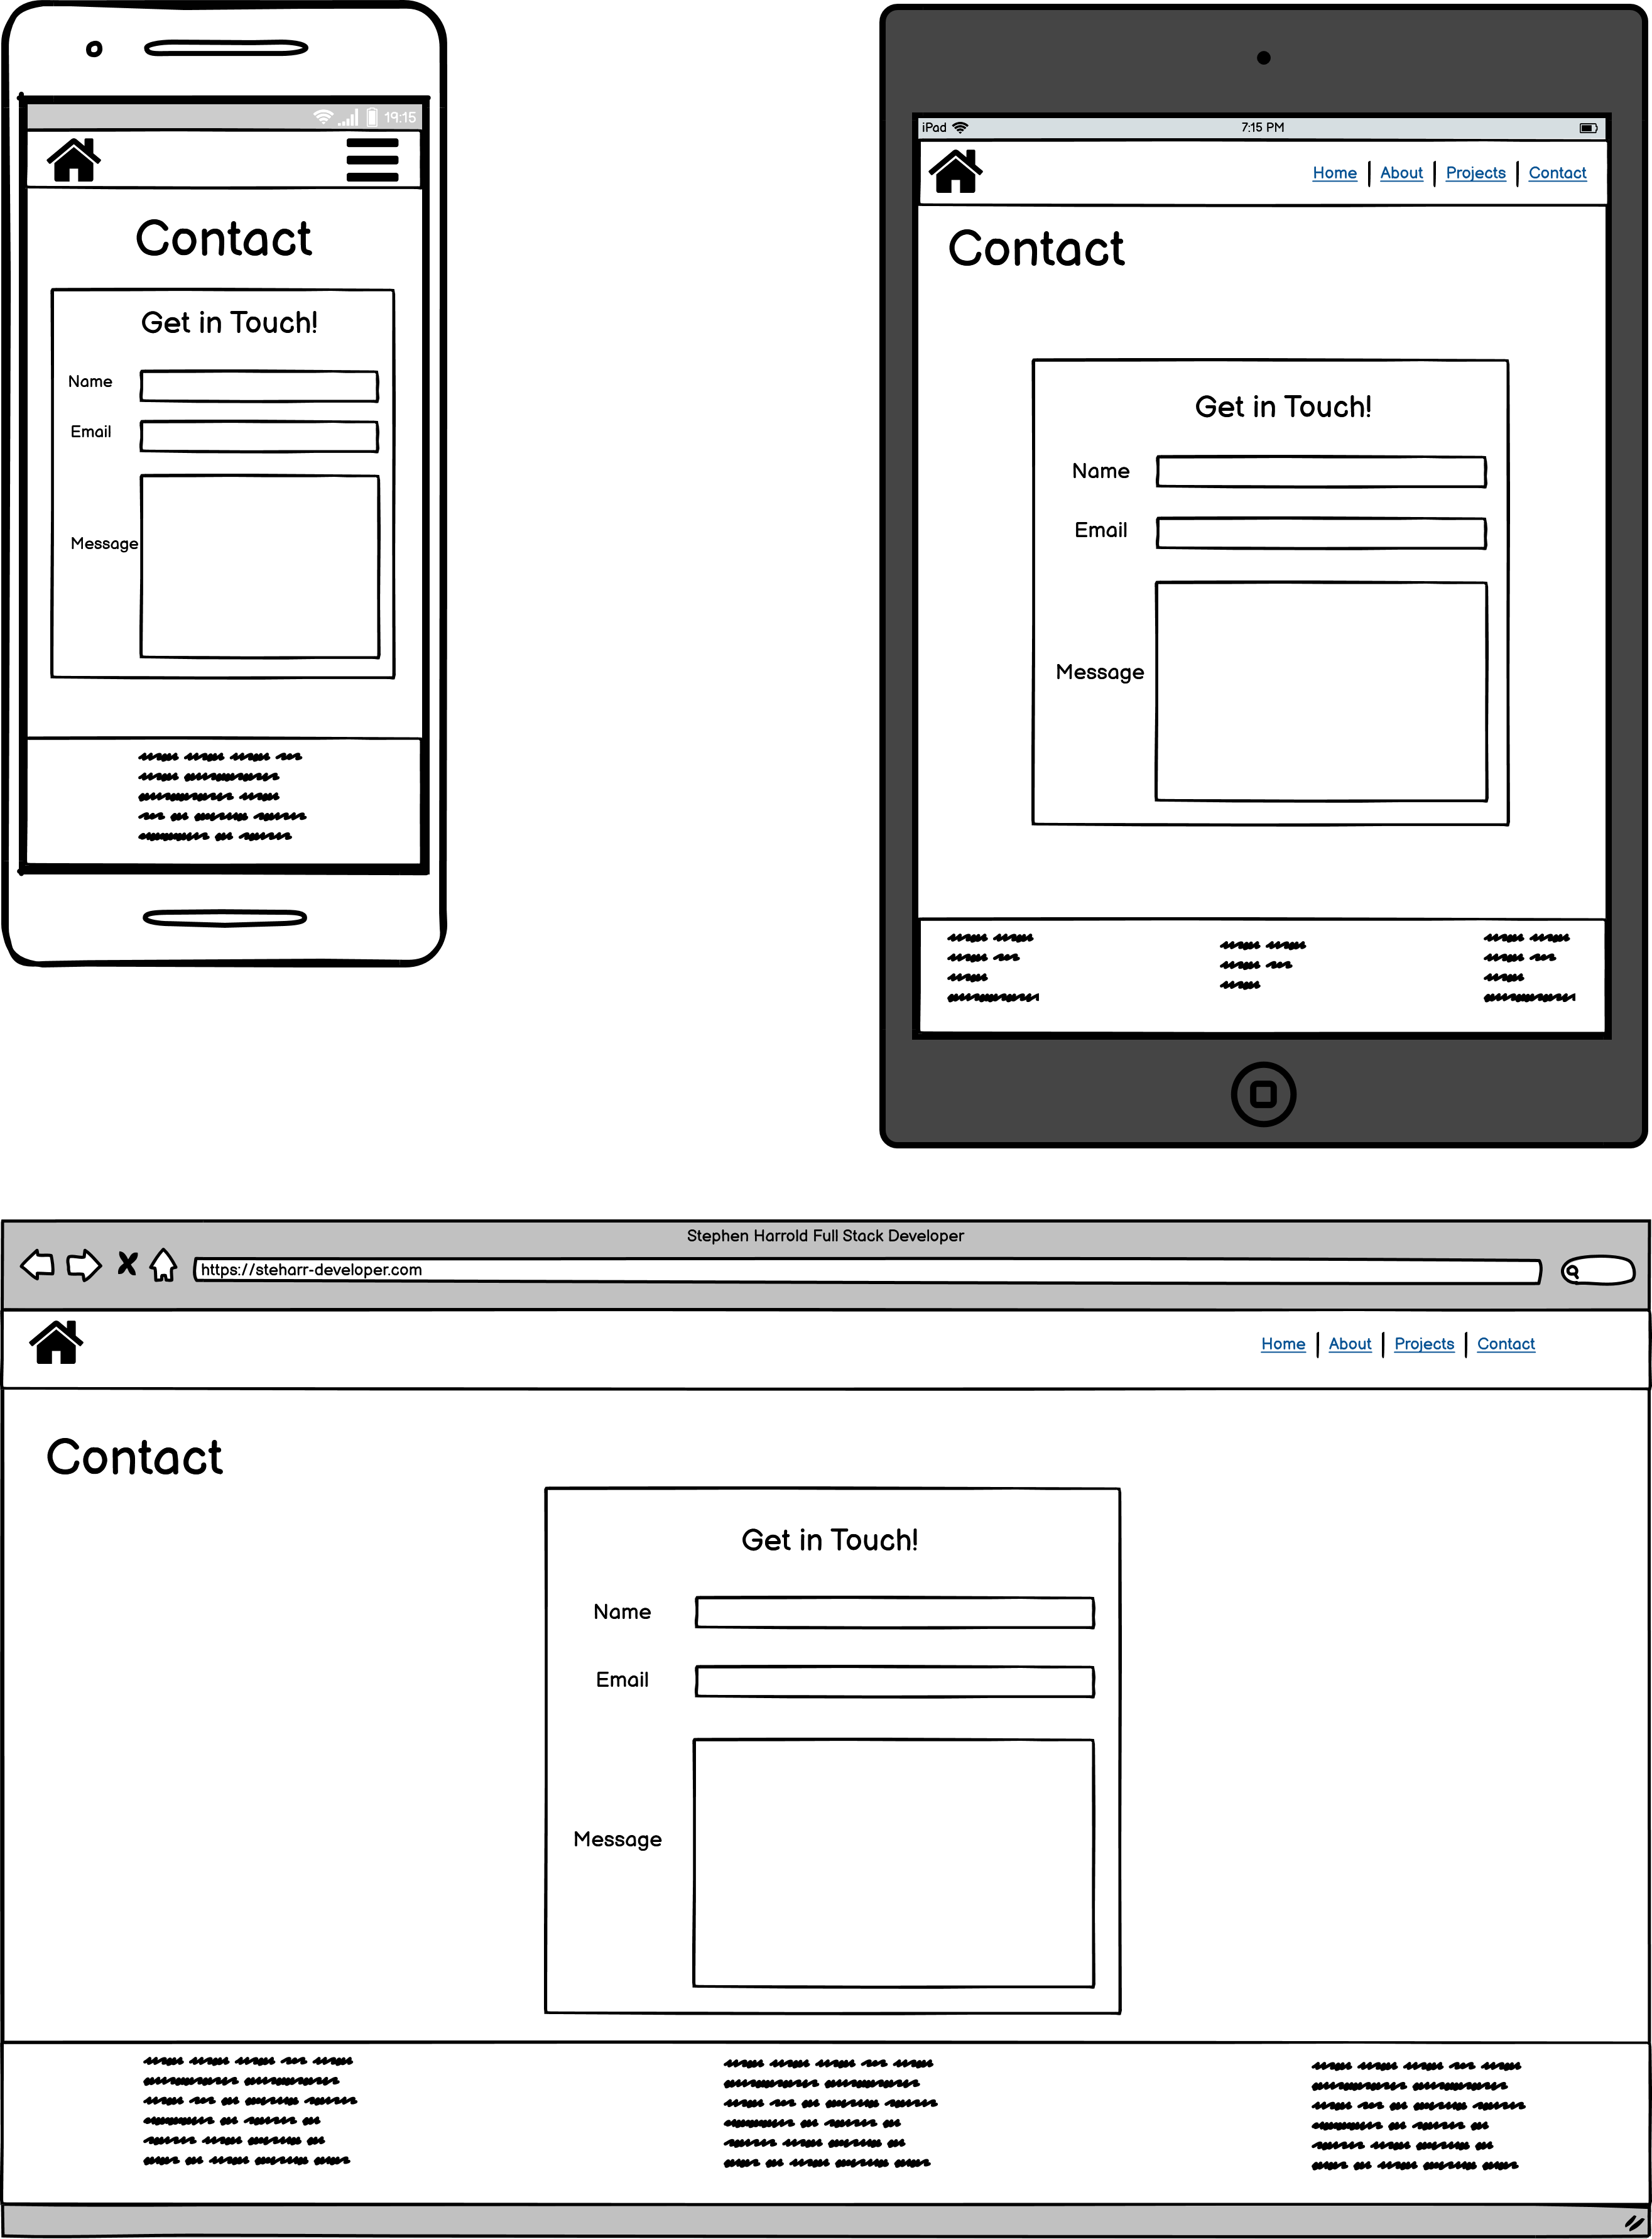 19:15
Contact
Get in Touch!
Name
Email
Message
iPad
7:15 PM
Home About Projects Contact
Contact
Get in Touch!
Name
Email
Message
Stephen Harrold Full Stack Developer
https://steharr-developer.com
Home About Projects Contact
Contact
Get in Touch!
Name
Email
Message